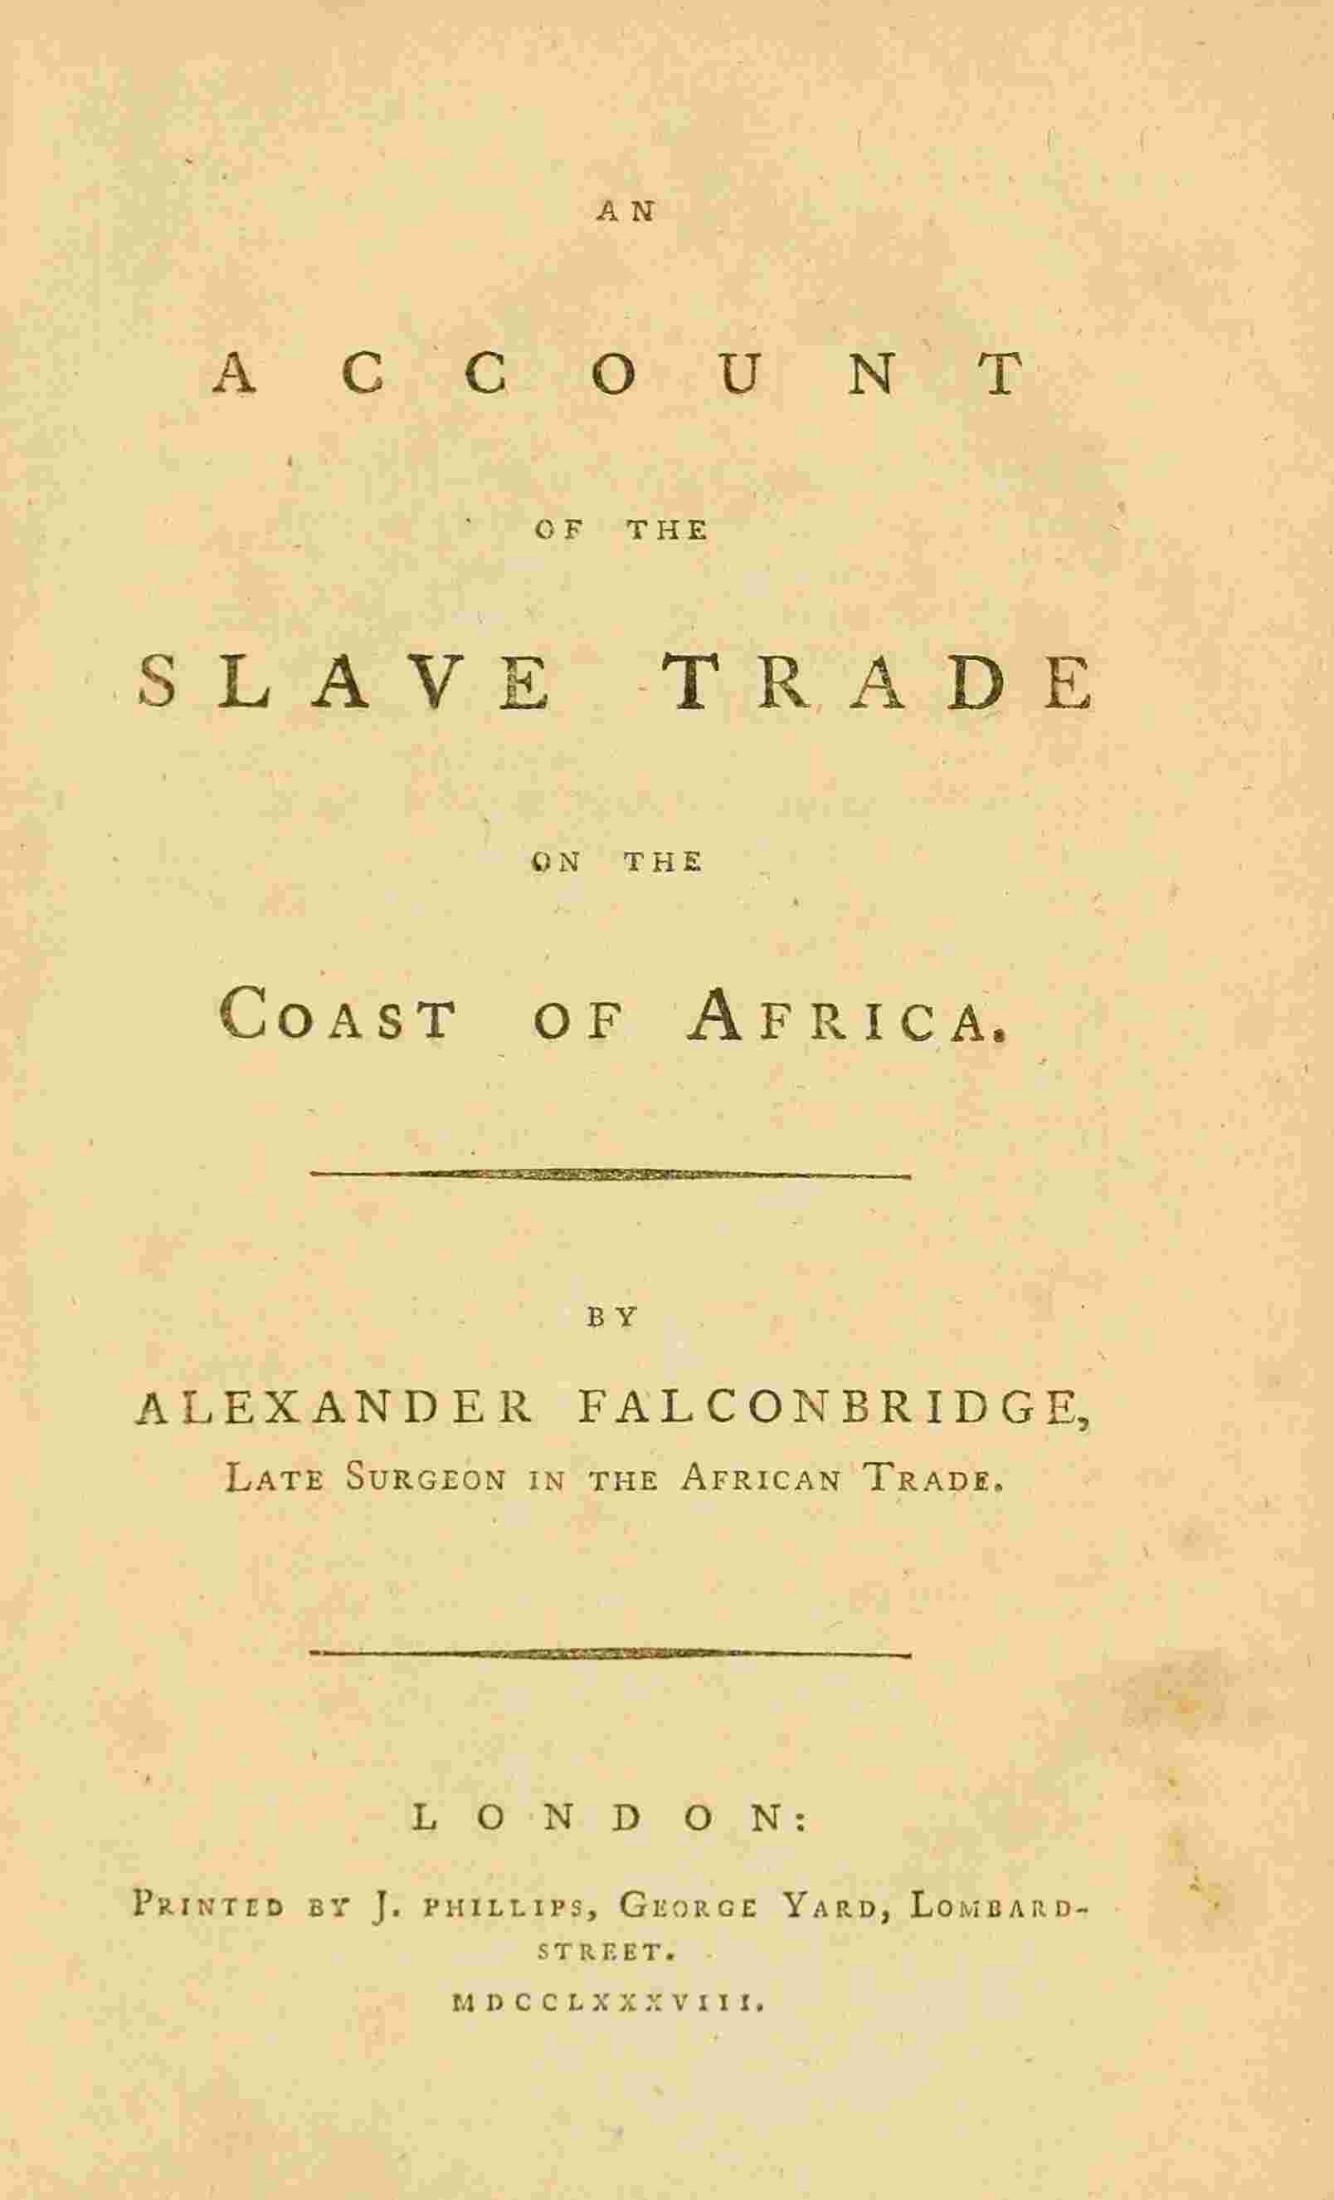 AN
ACCOUNT
OF THE
SLAVE TRADE
ON THE
COAST OF AFRICA.
BY
ALEXANDER FALCONBRIDGE,
LATE SURGEON IN THE AFRICAN TRADE.
LONDON:
PRINTED BY J. PHILLIPS, GEORGE YARD, LOMBARD-
STREET.
MDCCLXXXVIII.